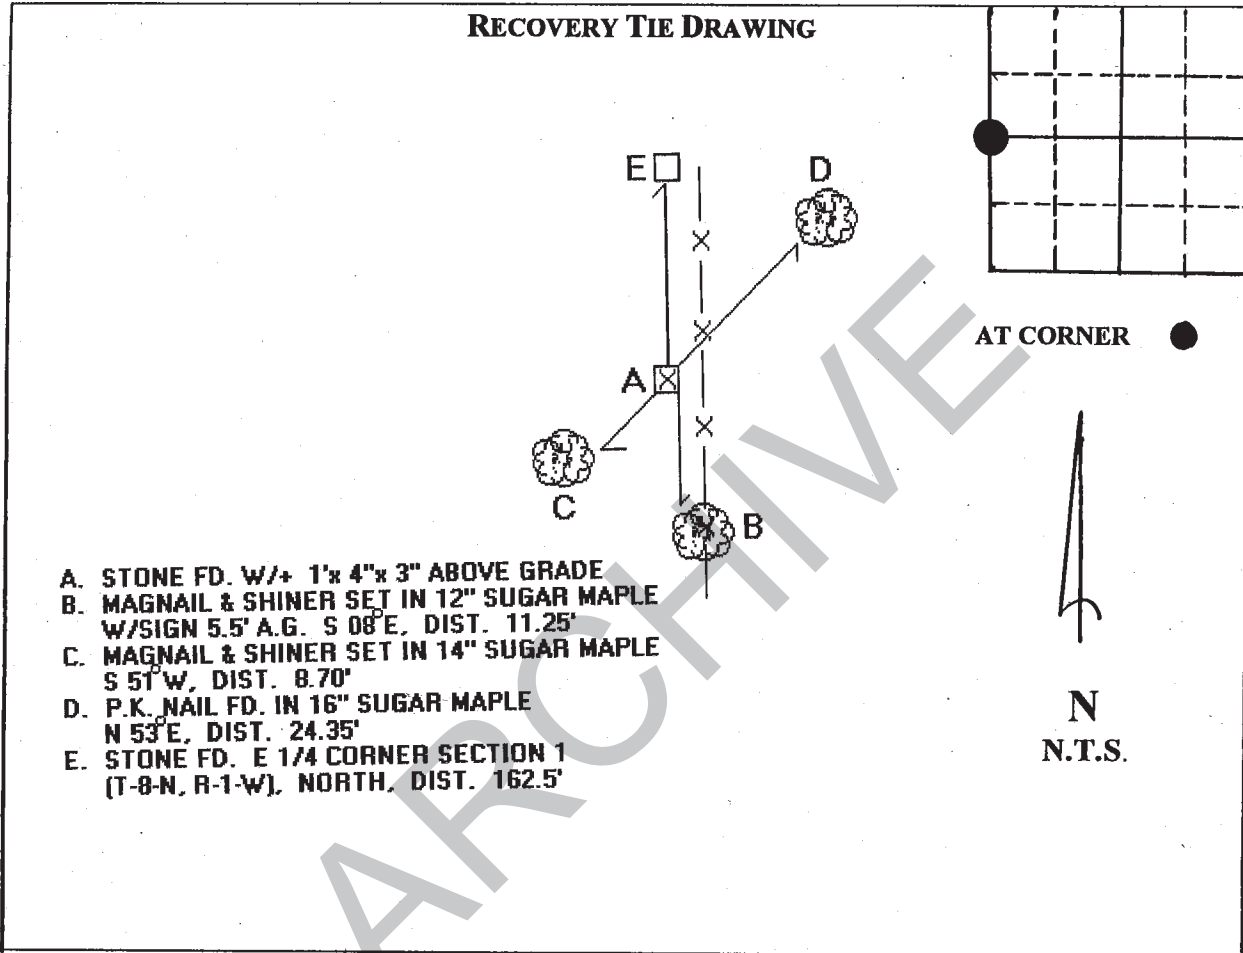 RECOVERY TIE DRAWING
E
D
A
C
B
AT CORNER
N
N.T.S.
A. STONE FD. W/+ 1'x 4"x 3" ABOVE GRADE
B. MAGNAIL & SHINER SET IN 12" SUGAR MAPLE
W/SIGN 5.5' A.G. S 08°E, DIST. 11.25'
C. MAGNAIL & SHINER SET IN 14" SUGAR MAPLE
S 51°W, DIST. 8.70'
D. P.K. NAIL FD. IN 16" SUGAR MAPLE
N 53°E, DIST. 24.35'
E. STONE FD. E 1/4 CORNER SECTION 1
(T-8-N, R-1-W), NORTH, DIST. 162.5'
ARCHIVE